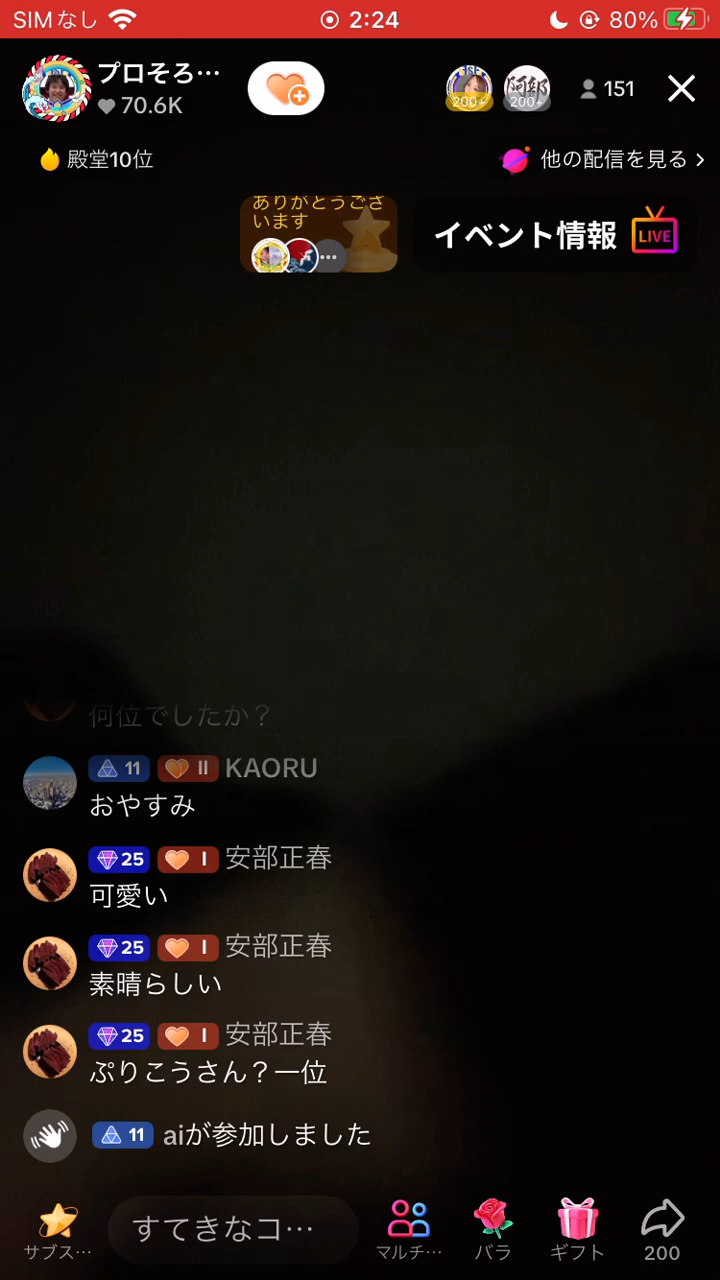 SIMなし 2:24 80%
プロそろ… 70.6K 200+ 200+ 151
殿堂10位 他の配信を見る
ありがとうござ
います
イベント情報 LIVE
何位でしたか？
11 II KAORU
おやすみ
25 I 安部正春
可愛い
25 I 安部正春
素晴らしい
25 I 安部正春
ぷりこうさん？一位
11 aiが参加しました
すてきなコ…
サブス… マルチ… バラ ギフト 200